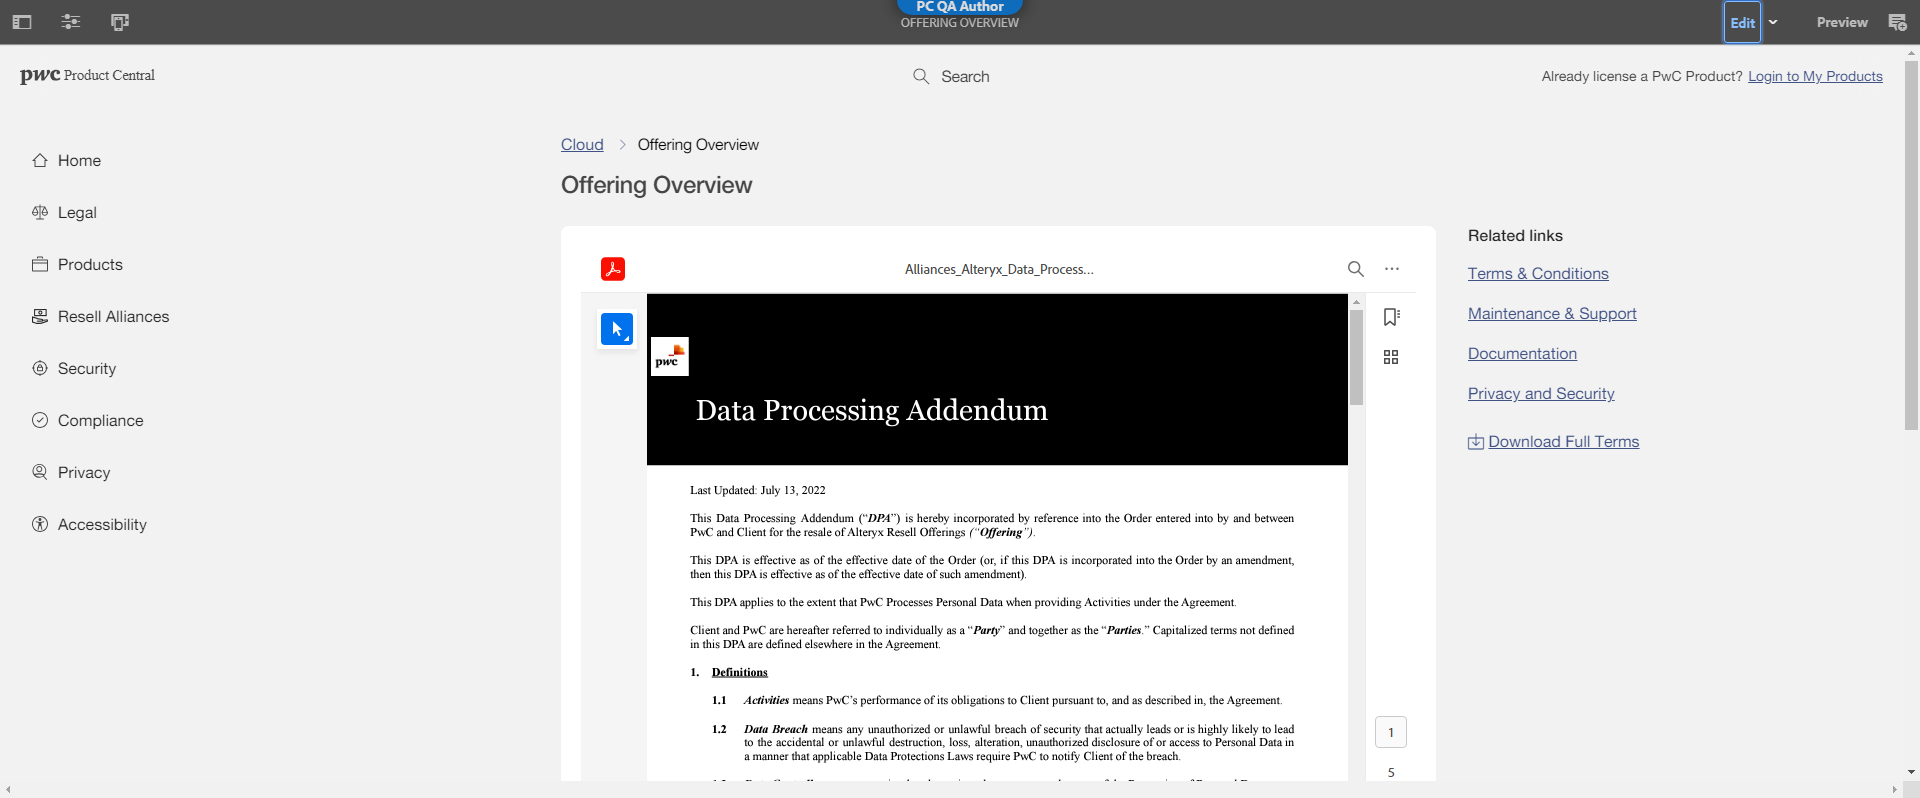 PC QA Author
OFFERING OVERVIEW
Edit
Preview
pwc Product Central
Search
Already license a PwC Product? Login to My Products
Home
Legal
Products
Resell Alliances
Security
Compliance
Privacy
Accessibility
Cloud > Offering Overview
Offering Overview
Alliances_Alteryx_Data_Process...
pwc
Data Processing Addendum
Last Updated: July 13, 2022
This Data Processing Addendum (“DPA”) is hereby incorporated by reference into the Order entered into by and between
PwC and Client for the resale of Alteryx Resell Offerings (“Offering”).
This DPA is effective as of the effective date of the Order (or, if this DPA is incorporated into the Order by an amendment,
then this DPA is effective as of the effective date of such amendment).
This DPA applies to the extent that PwC Processes Personal Data when providing Activities under the Agreement.
Client and PwC are hereafter referred to individually as a “Party” and together as the “Parties.” Capitalized terms not defined
in this DPA are defined elsewhere in the Agreement.
1. Definitions
1.1 Activities means PwC’s performance of its obligations to Client pursuant to, and as described in, the Agreement.
1.2 Data Breach means any unauthorized or unlawful breach of security that actually leads or is highly likely to lead
to the accidental or unlawful destruction, loss, alteration, unauthorized disclosure of or access to Personal Data in
a manner that applicable Data Protections Laws require PwC to notify Client of the breach.
1
5
Related links
Terms & Conditions
Maintenance & Support
Documentation
Privacy and Security
Download Full Terms